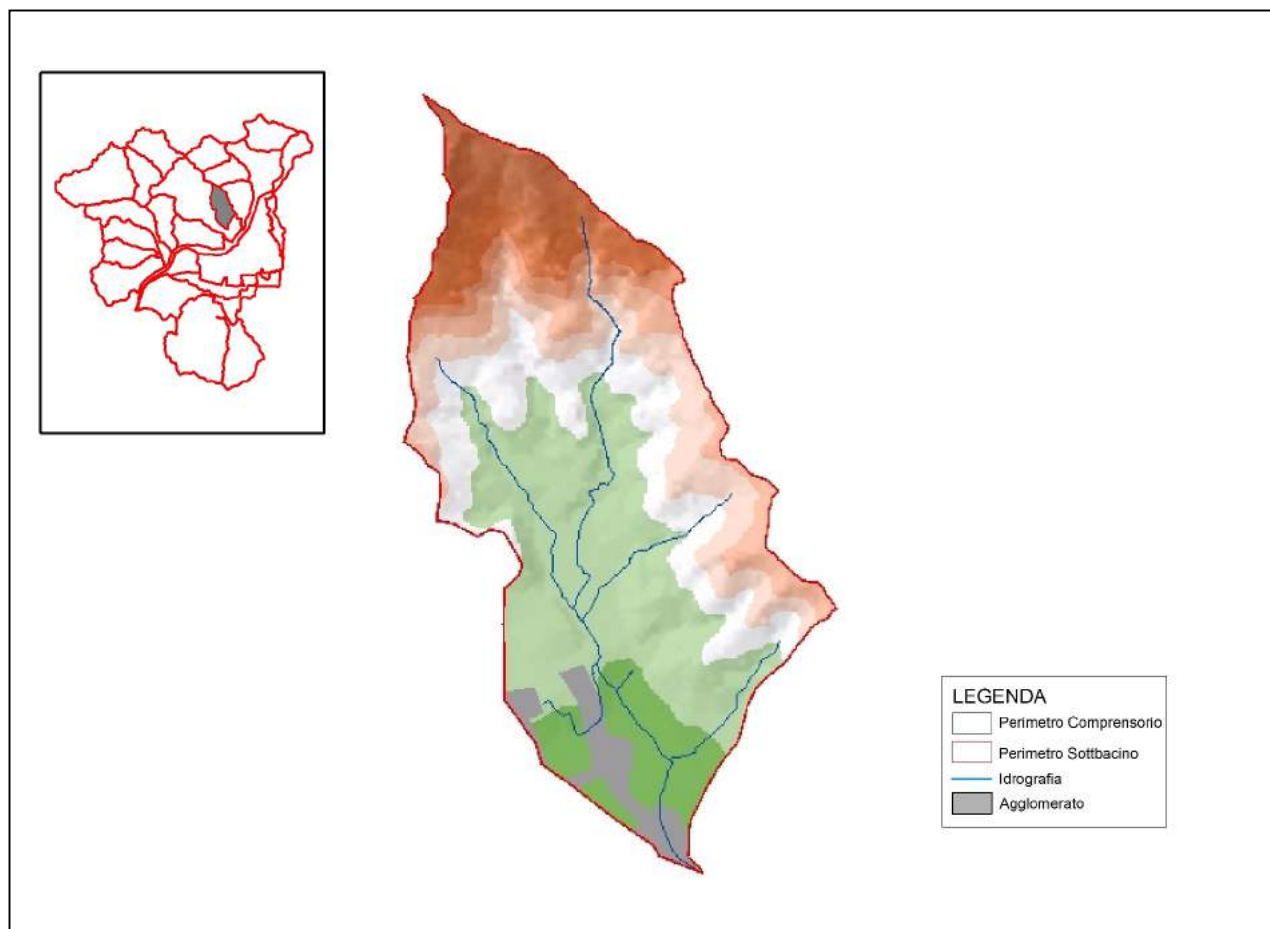 LEGENDA
Perimetro Comprensorio
Perimetro Sottbacino
Idrografia
Agglomerato